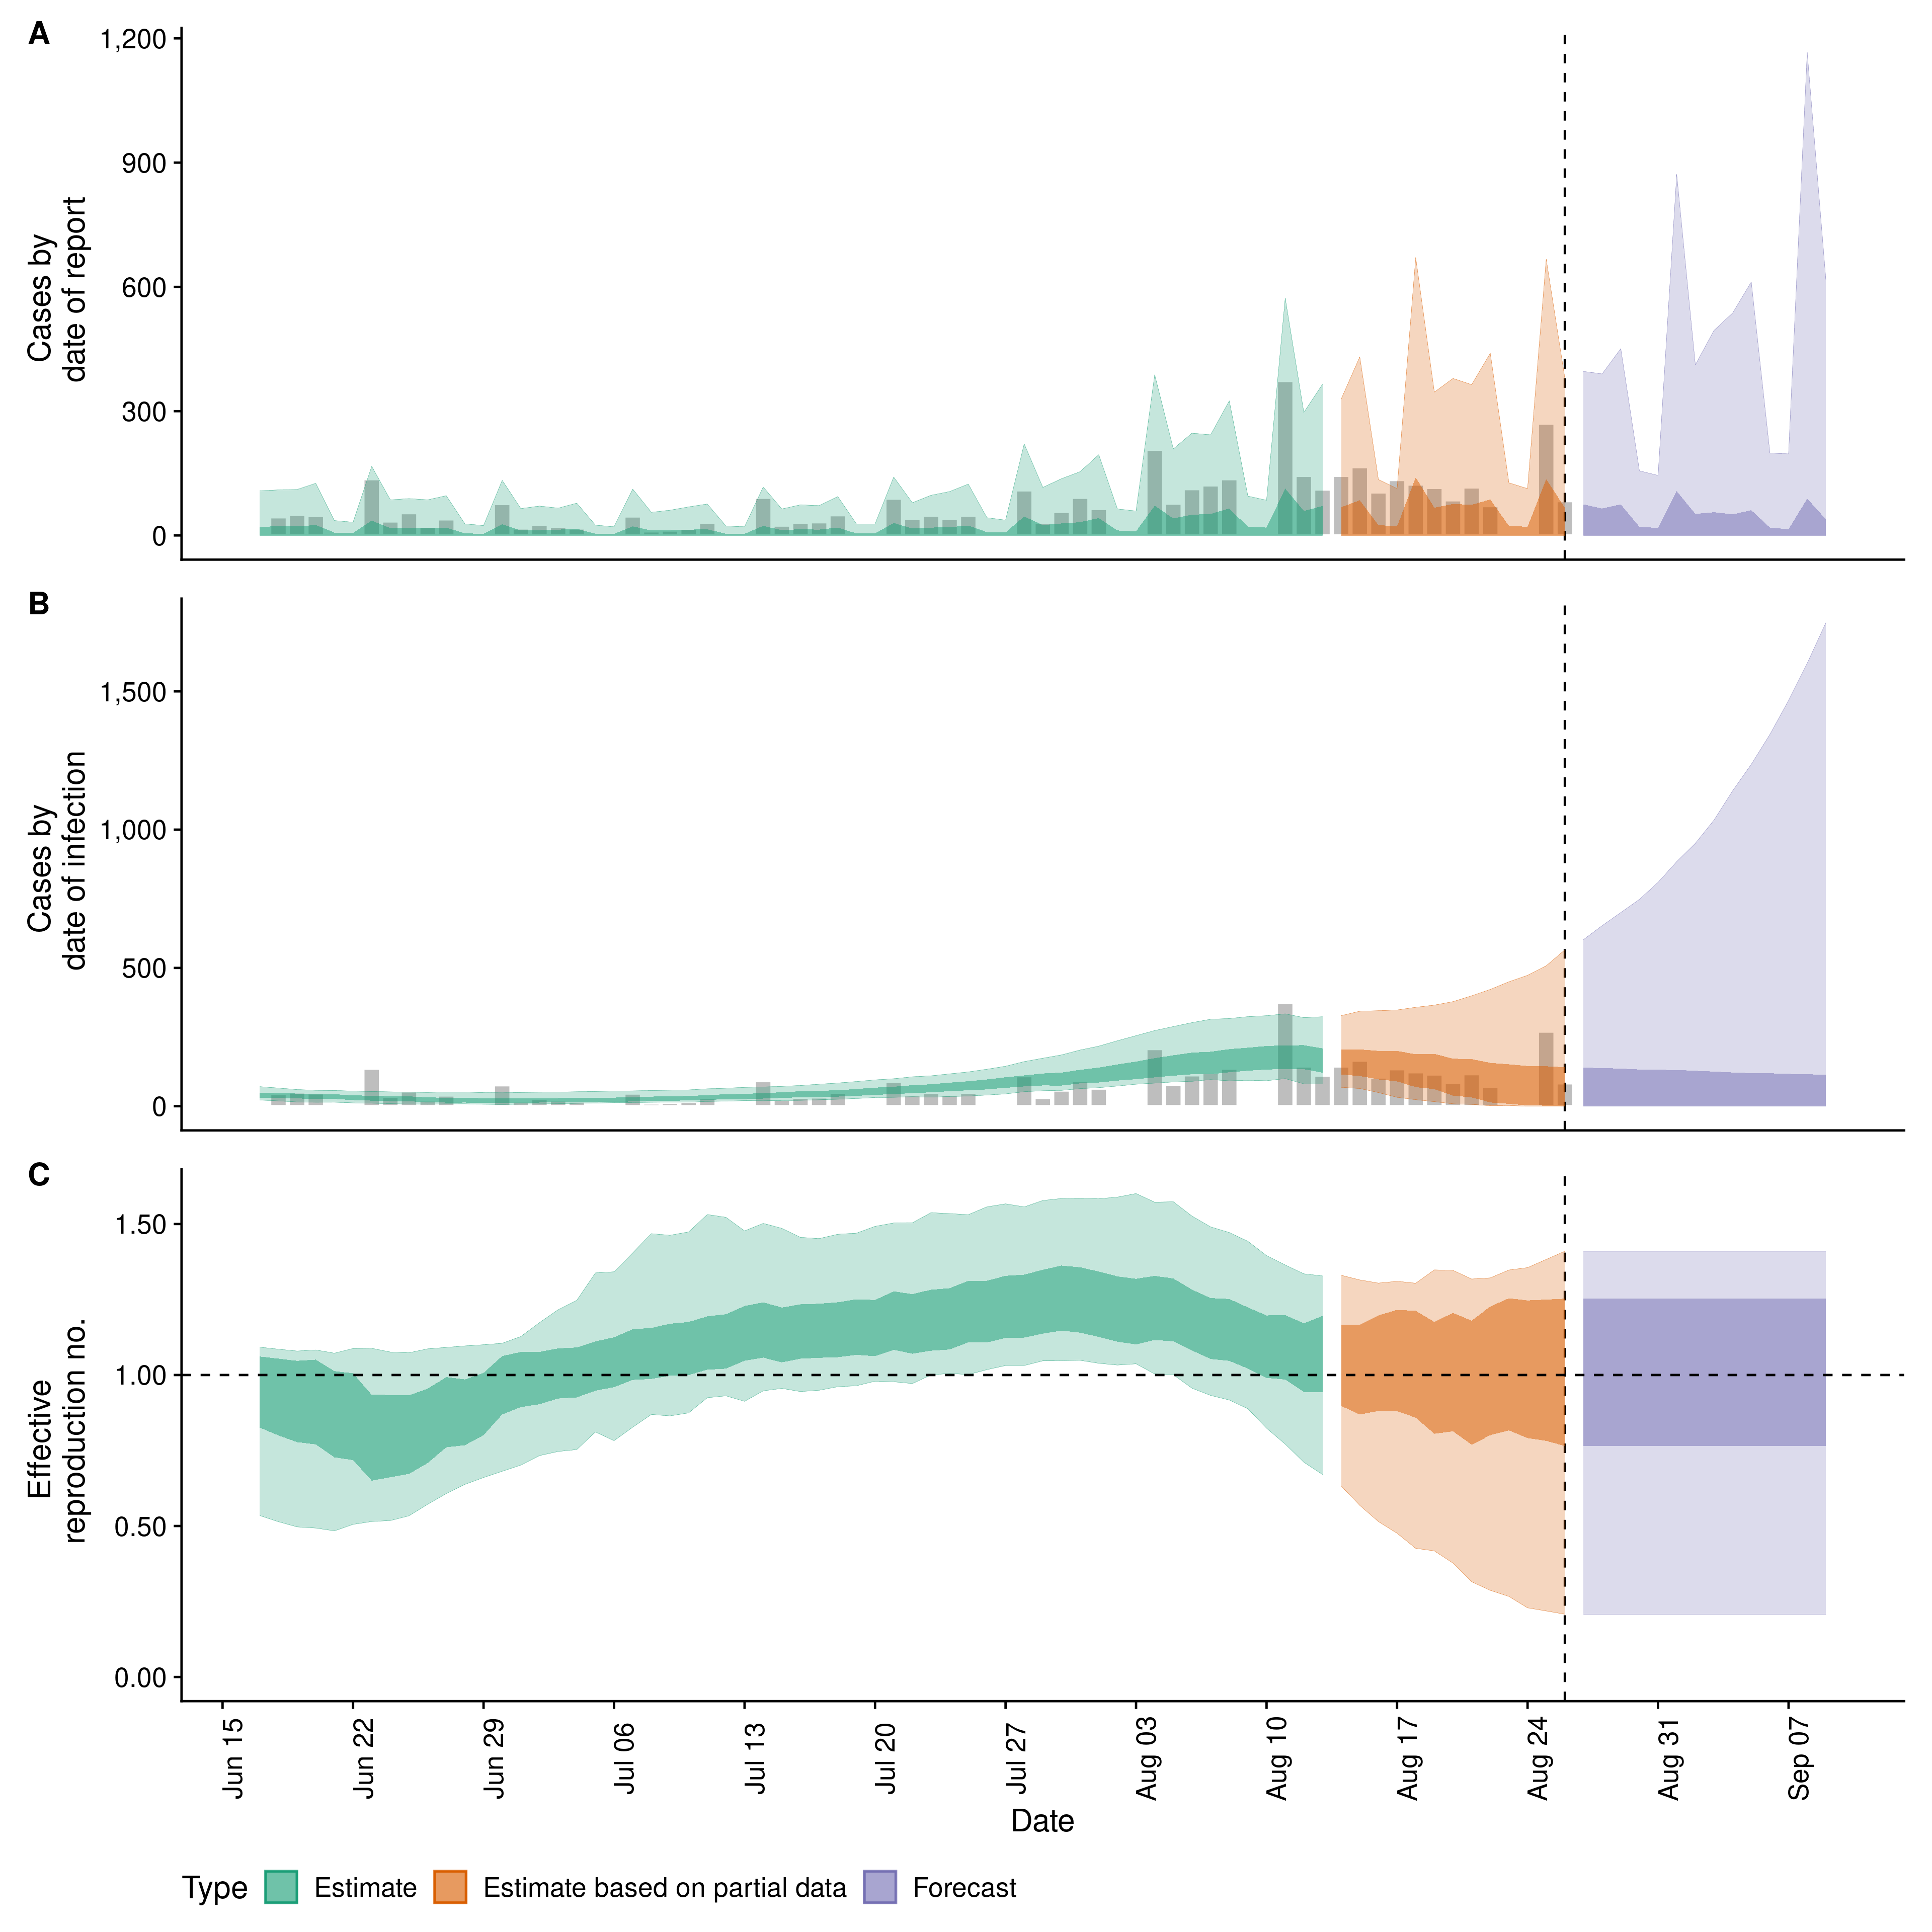 A
1,200
900
600
300
0
Cases by
date of report
B
1,500
1,000
500
0
Cases by
date of infection
C
1.50
1.00
0.50
0.00
Effective
reproduction no.
Jun 15
Jun 22
Jun 29
Jul 06
Jul 13
Jul 20
Jul 27
Aug 03
Aug 10
Aug 17
Aug 24
Aug 31
Sep 07
Date
Type Estimate Estimate based on partial data Forecast